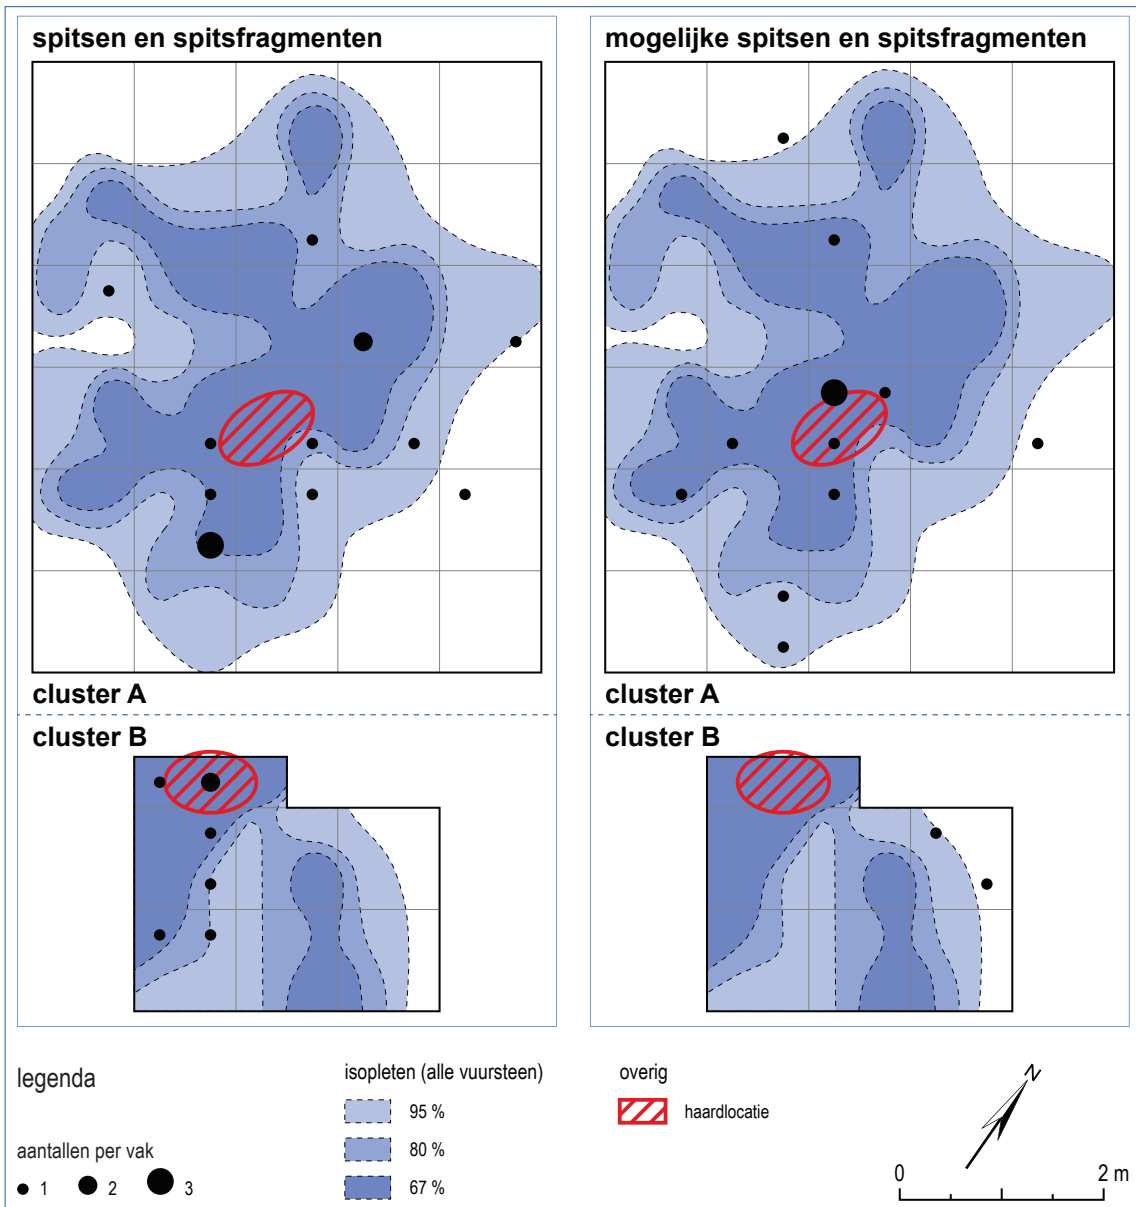 spitsen en spitsfragmenten
mogelijke spitsen en spitsfragmenten
cluster A
cluster A
cluster B
cluster B
legenda
aantallen per vak
1
2
3
isopleten (alle vuursteen)
95 %
80 %
67 %
overig
haardlocatie
N
0
2 m